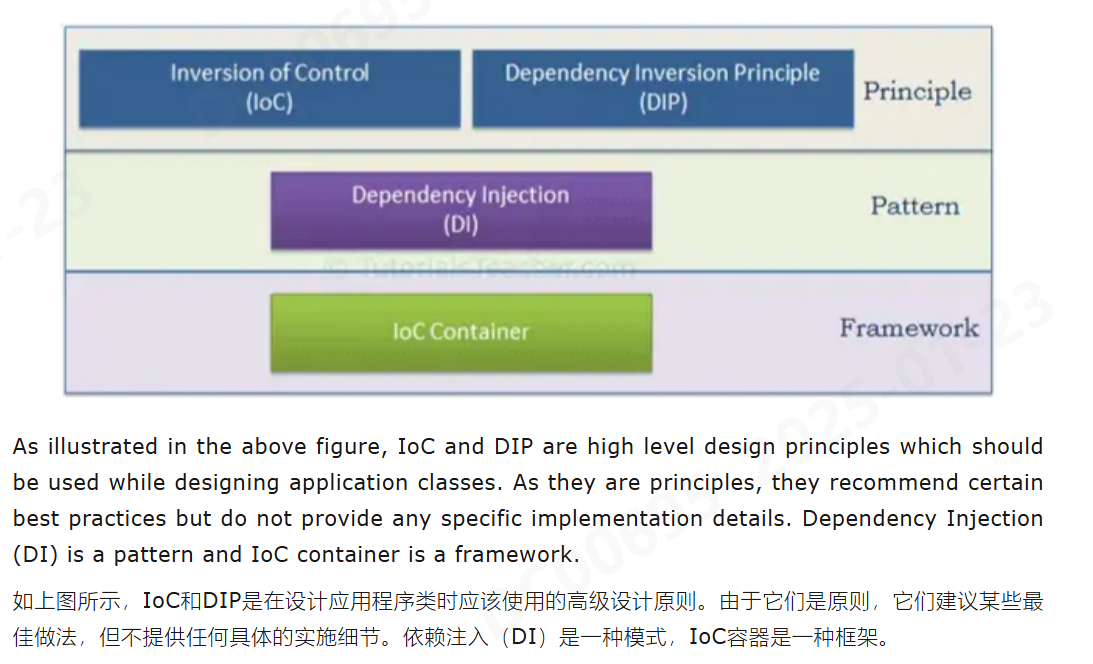 Inversion of Control
(IoC)
Dependency Inversion Principle
(DIP)
Principle
Dependency Injection
(DI)
Pattern
© TutorialsTeacher.com
IoC Container
Framework
As illustrated in the above figure, IoC and DIP are high level design principles which should
be used while designing application classes. As they are principles, they recommend certain
best practices but do not provide any specific implementation details. Dependency Injection
(DI) is a pattern and IoC container is a framework.
如上图所示，IoC和DIP是在设计应用程序类时应该使用的高级设计原则。由于它们是原则，它们建议某些最
佳做法，但不提供任何具体的实施细节。依赖注入（DI）是一种模式，IoC容器是一种框架。